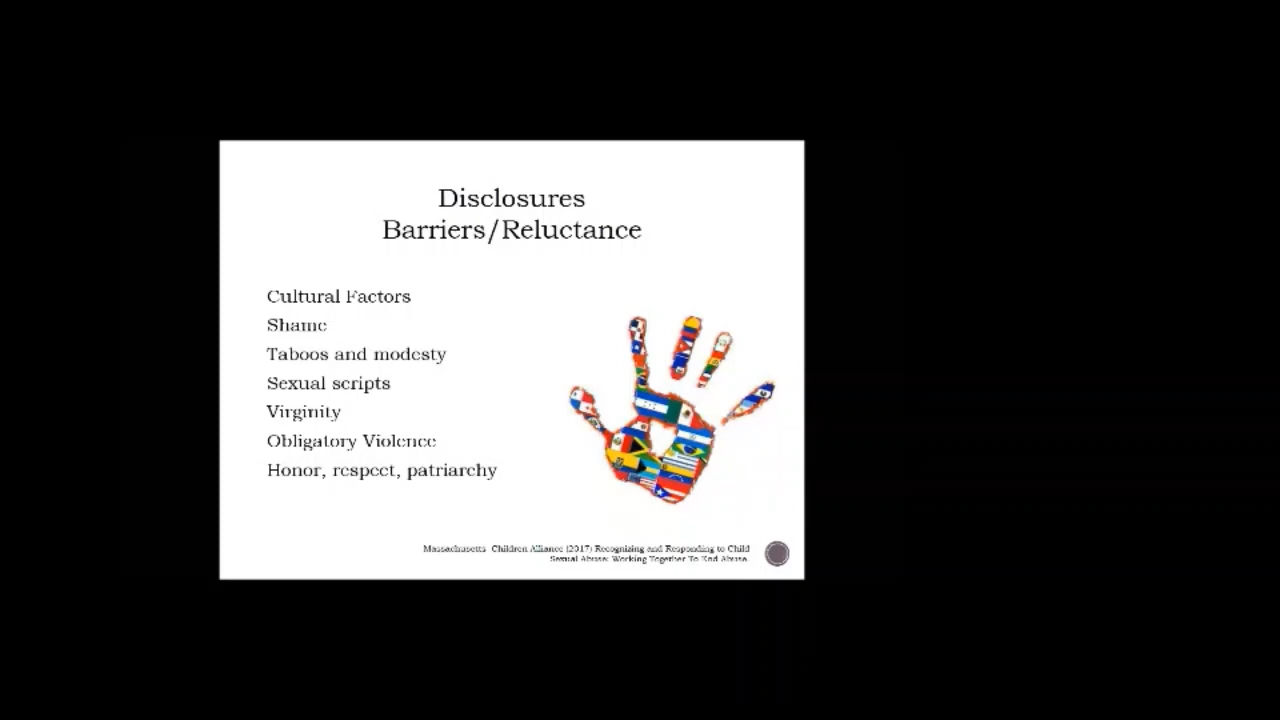 Disclosures
Barriers/Reluctance
Cultural Factors
Shame
Taboos and modesty
Sexual scripts
Virginity
Obligatory Violence
Honor, respect, patriarchy
Massachusetts Children Alliance (2017) Recognizing and Responding to Child
Sexual Abuse: Working Together To End Abuse.